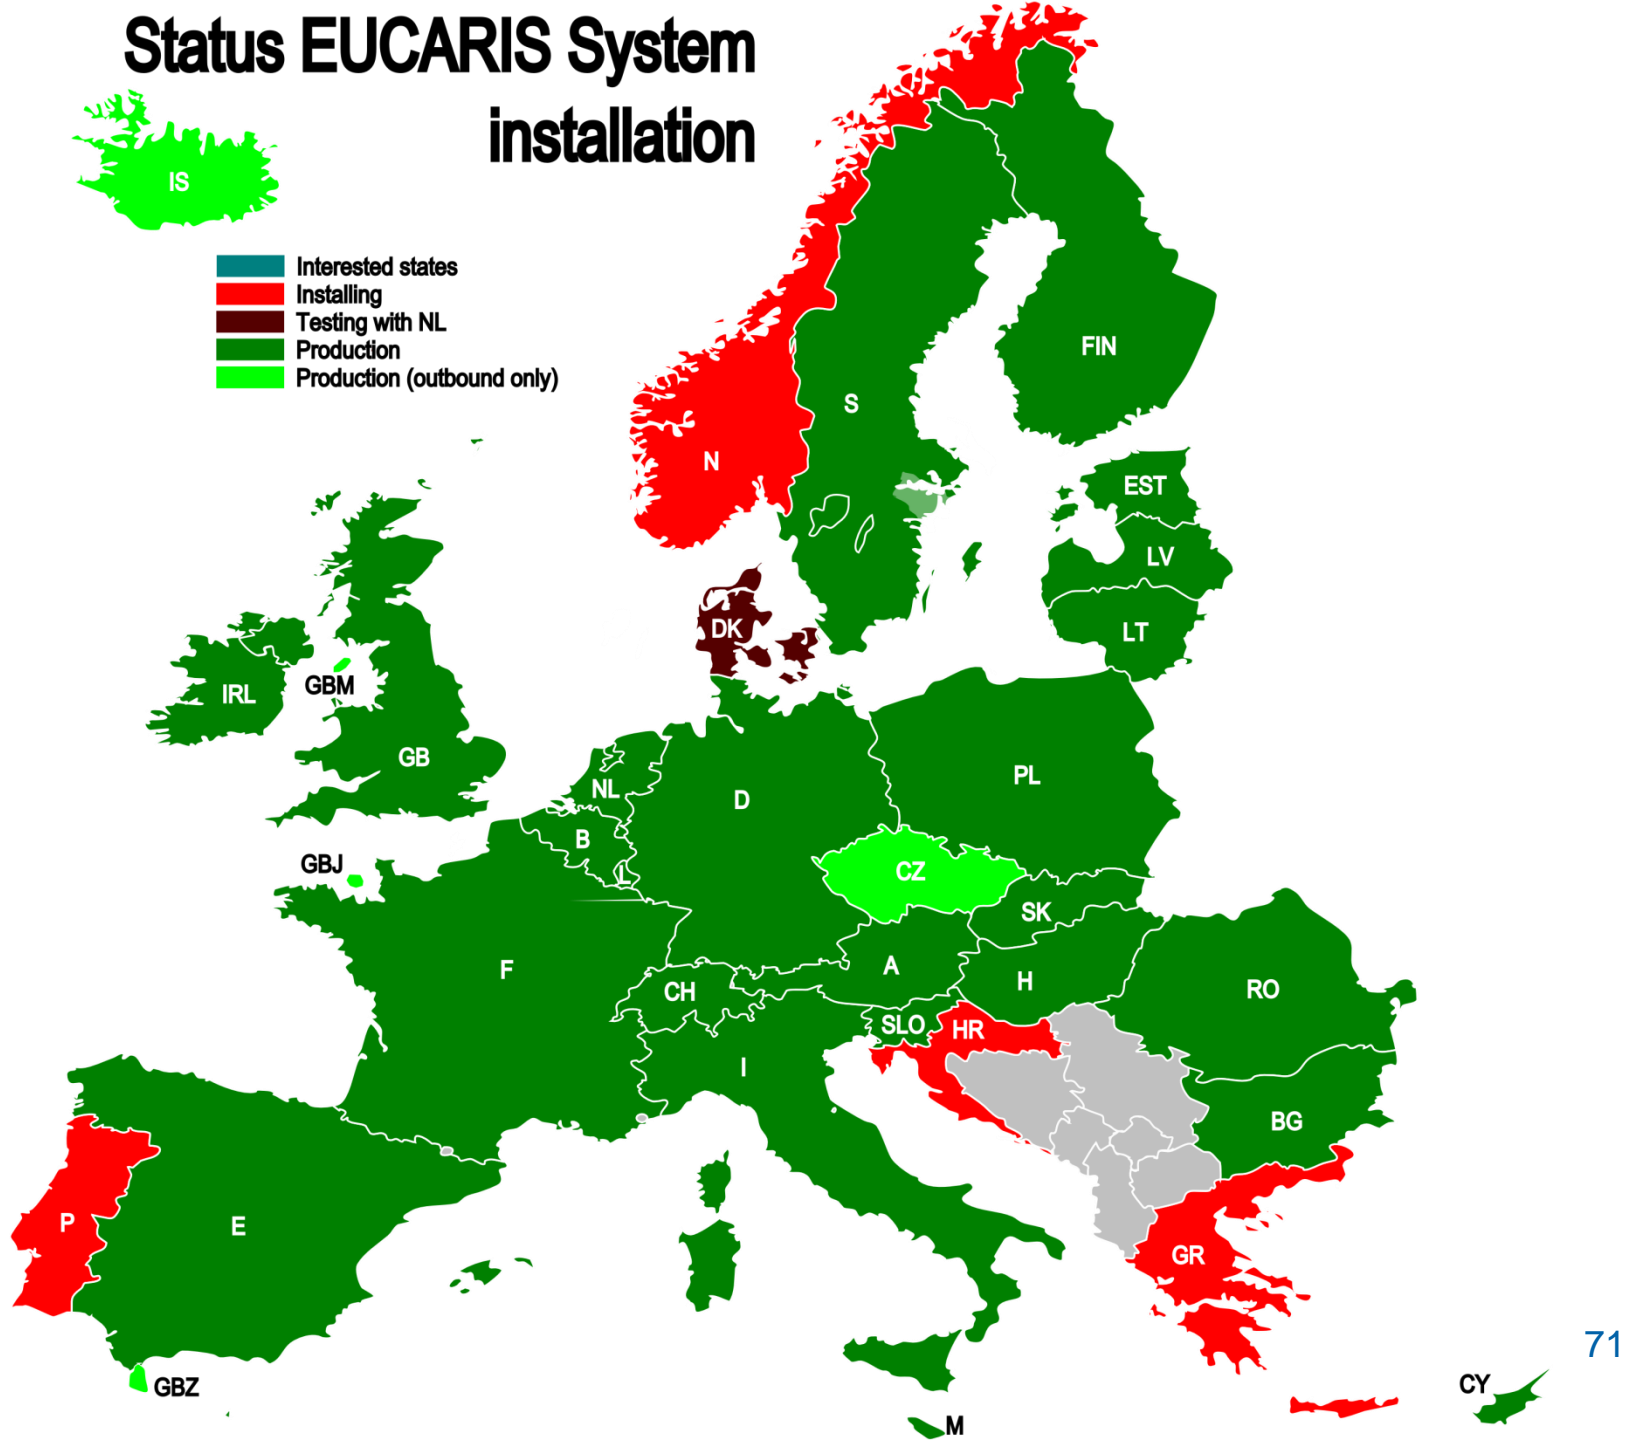 Status EUCARIS System
installation
IS
Interested states
Installing
Testing with NL
Production
Production (outbound only)
FIN
S
N
EST
LV
LT
DK
GBM
IRL
GB
NL
D
PL
B
L
GBJ
CZ
SK
F
A
H
CH
RO
SLO
HR
I
BG
P
E
GR
71
GBZ
CY
M